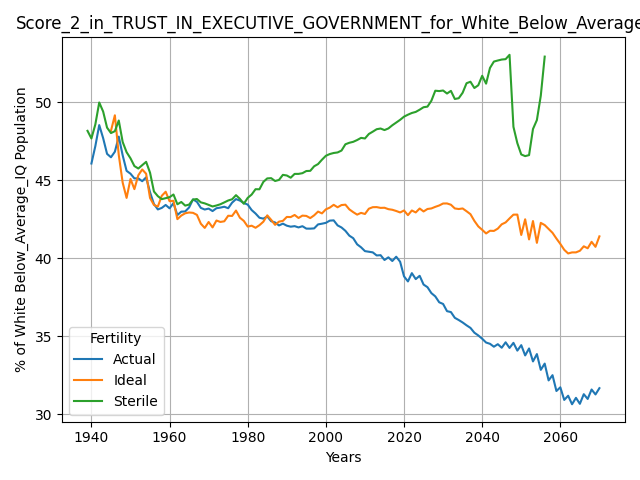 Score_2_in_TRUST_IN_EXECUTIVE_GOVERNMENT_for_White_Below_Average
% of White Below_Average_IQ Population
50
45
40
35
30
Fertility
Actual
Ideal
Sterile
1940 1960 1980 2000 2020 2040 2060
Years